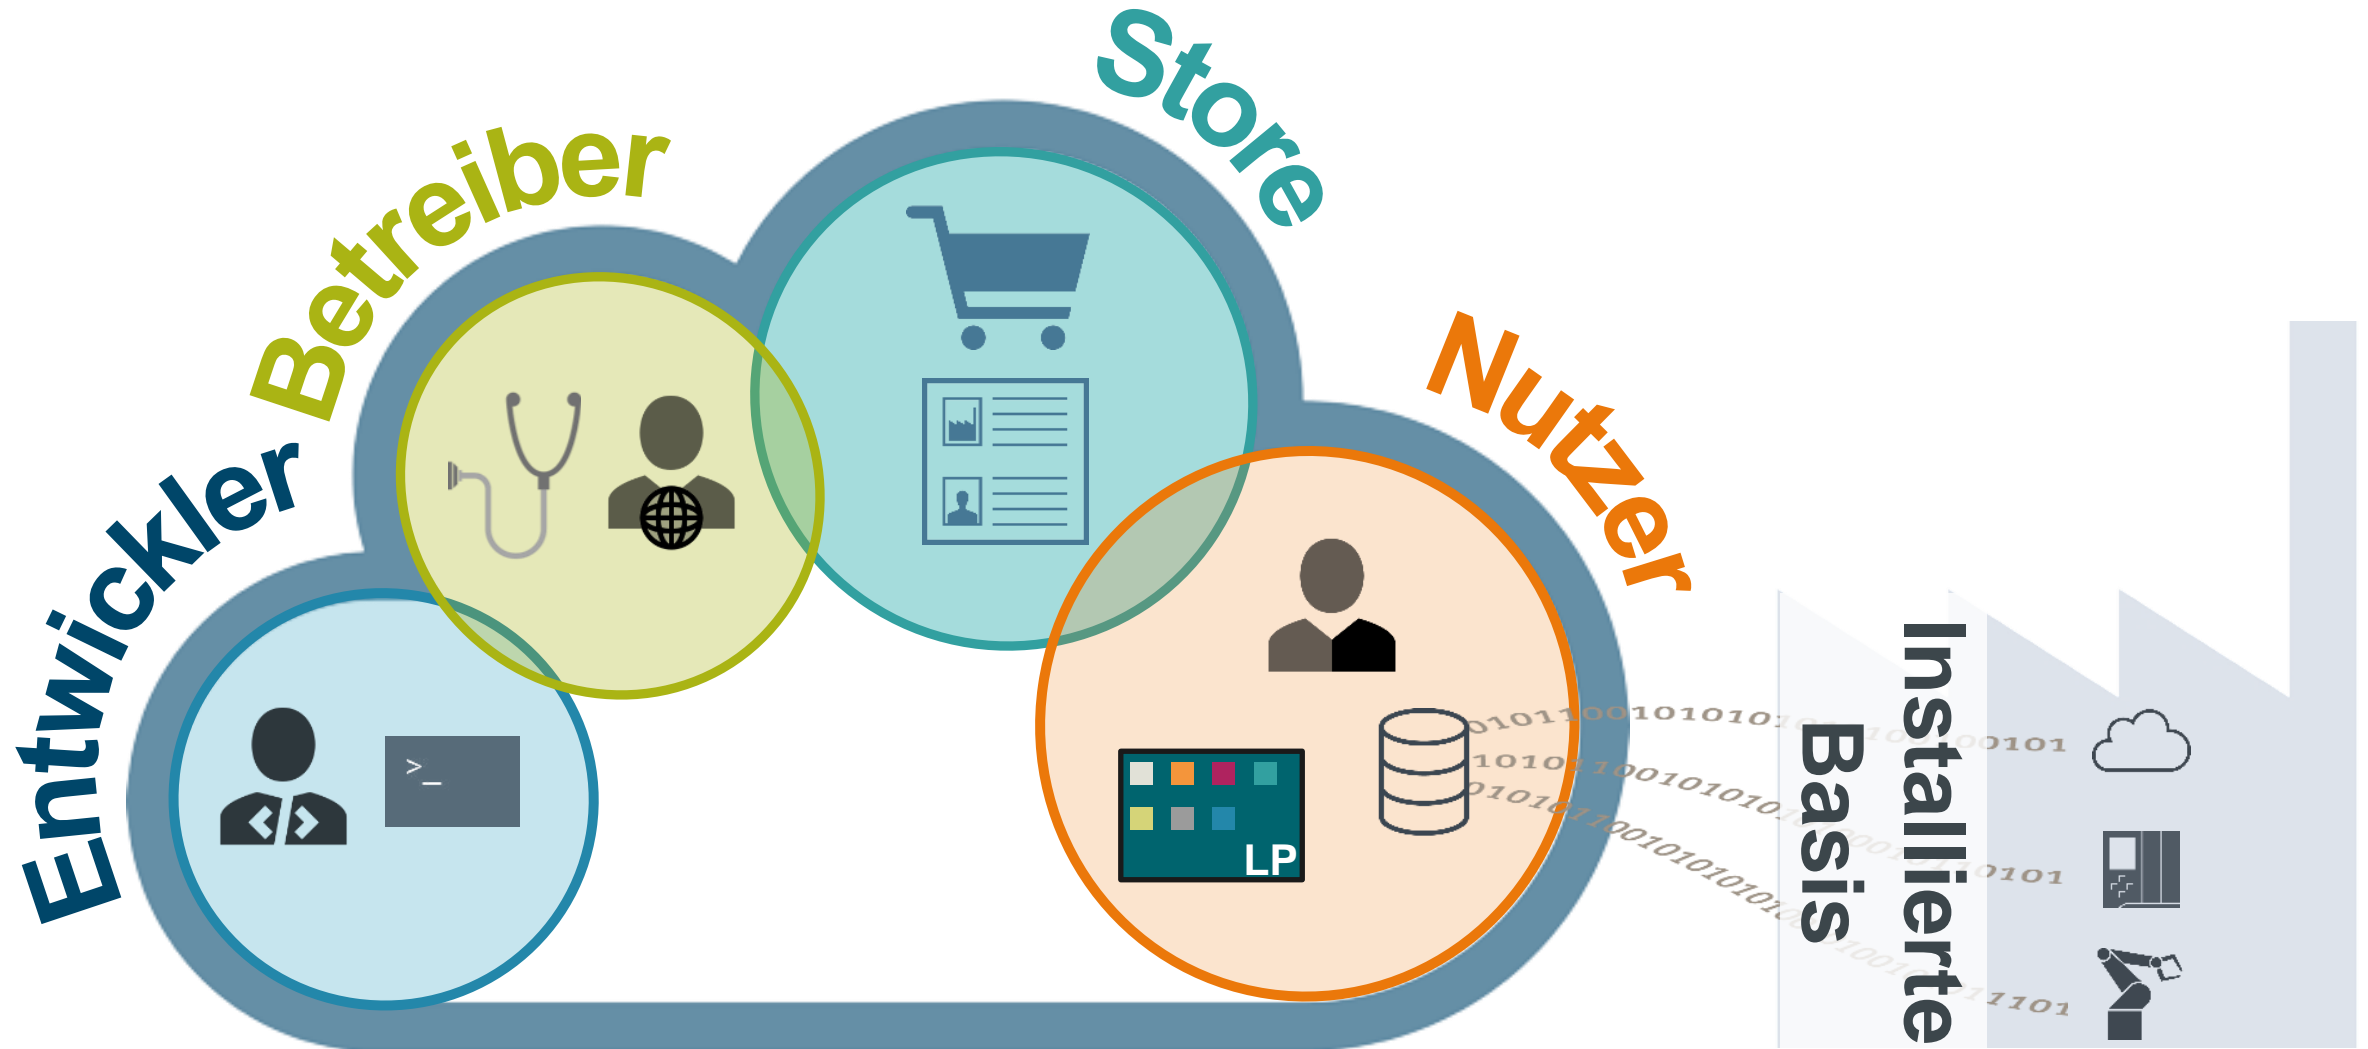 Entwickler
Betreiber
Store
Nutzer
>_
LP
Installierte
Basis